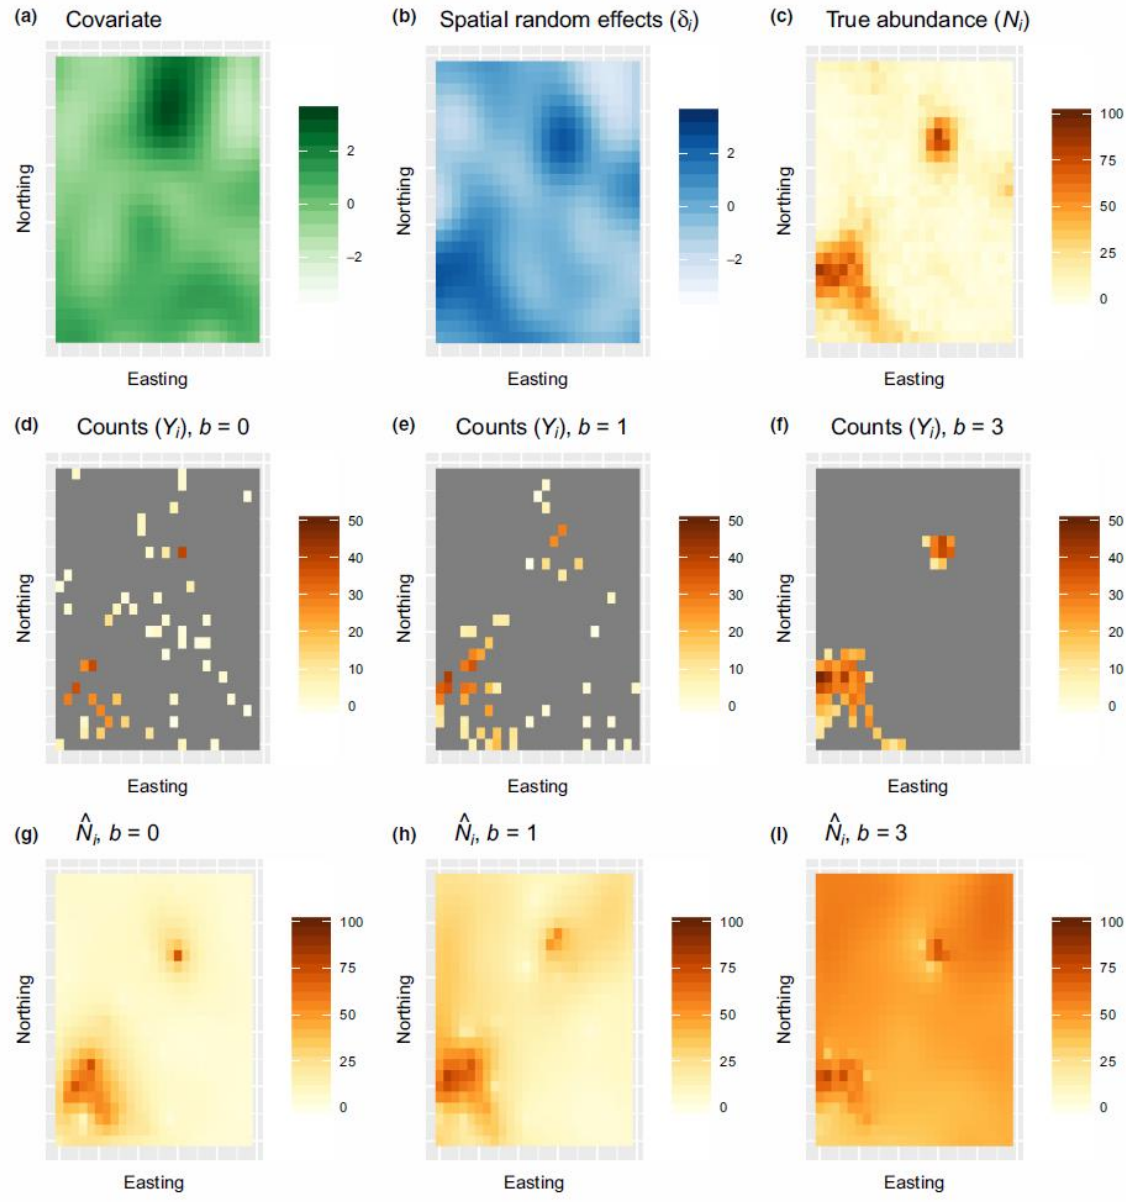 (a) Covariate
(b) Spatial random effects (δi)
(c) True abundance (Ni)
Northing
2
0
−2
Easting
Northing
2
0
−2
Easting
Northing
100
75
50
25
0
Easting
(d) Counts (Yi), b = 0
(e) Counts (Yi), b = 1
(f) Counts (Yi), b = 3
Northing
50
40
30
20
10
0
Easting
Northing
50
40
30
20
10
0
Easting
Northing
50
40
30
20
10
0
Easting
(g) N̂i, b = 0
(h) N̂i, b = 1
(I) N̂i, b = 3
Northing
100
75
50
25
0
Easting
Northing
100
75
50
25
0
Easting
Northing
100
75
50
25
0
Easting